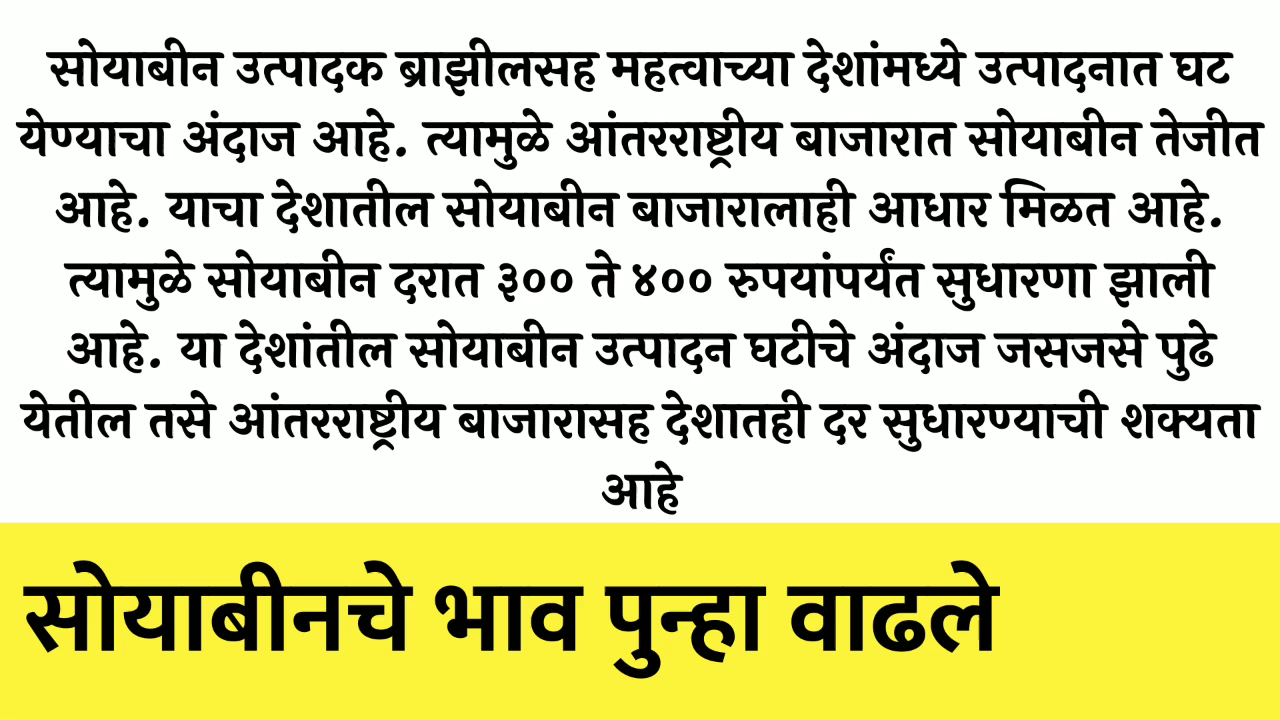 सोयाबीन उत्पादक ब्राझीलसह महत्वाच्या देशांमध्ये उत्पादनात घट
येण्याचा अंदाज आहे. त्यामुळे आंतरराष्ट्रीय बाजारात सोयाबीन तेजीत
आहे. याचा देशातील सोयाबीन बाजारालाही आधार मिळत आहे.
त्यामुळे सोयाबीन दरात ३०० ते ४०० रुपयांपर्यंत सुधारणा झाली
आहे. या देशांतील सोयाबीन उत्पादन घटीचे अंदाज जसजसे पुढे
येतील तसे आंतरराष्ट्रीय बाजारासह देशातही दर सुधारण्याची शक्यता
आहे
सोयाबीनचे भाव पुन्हा वाढले